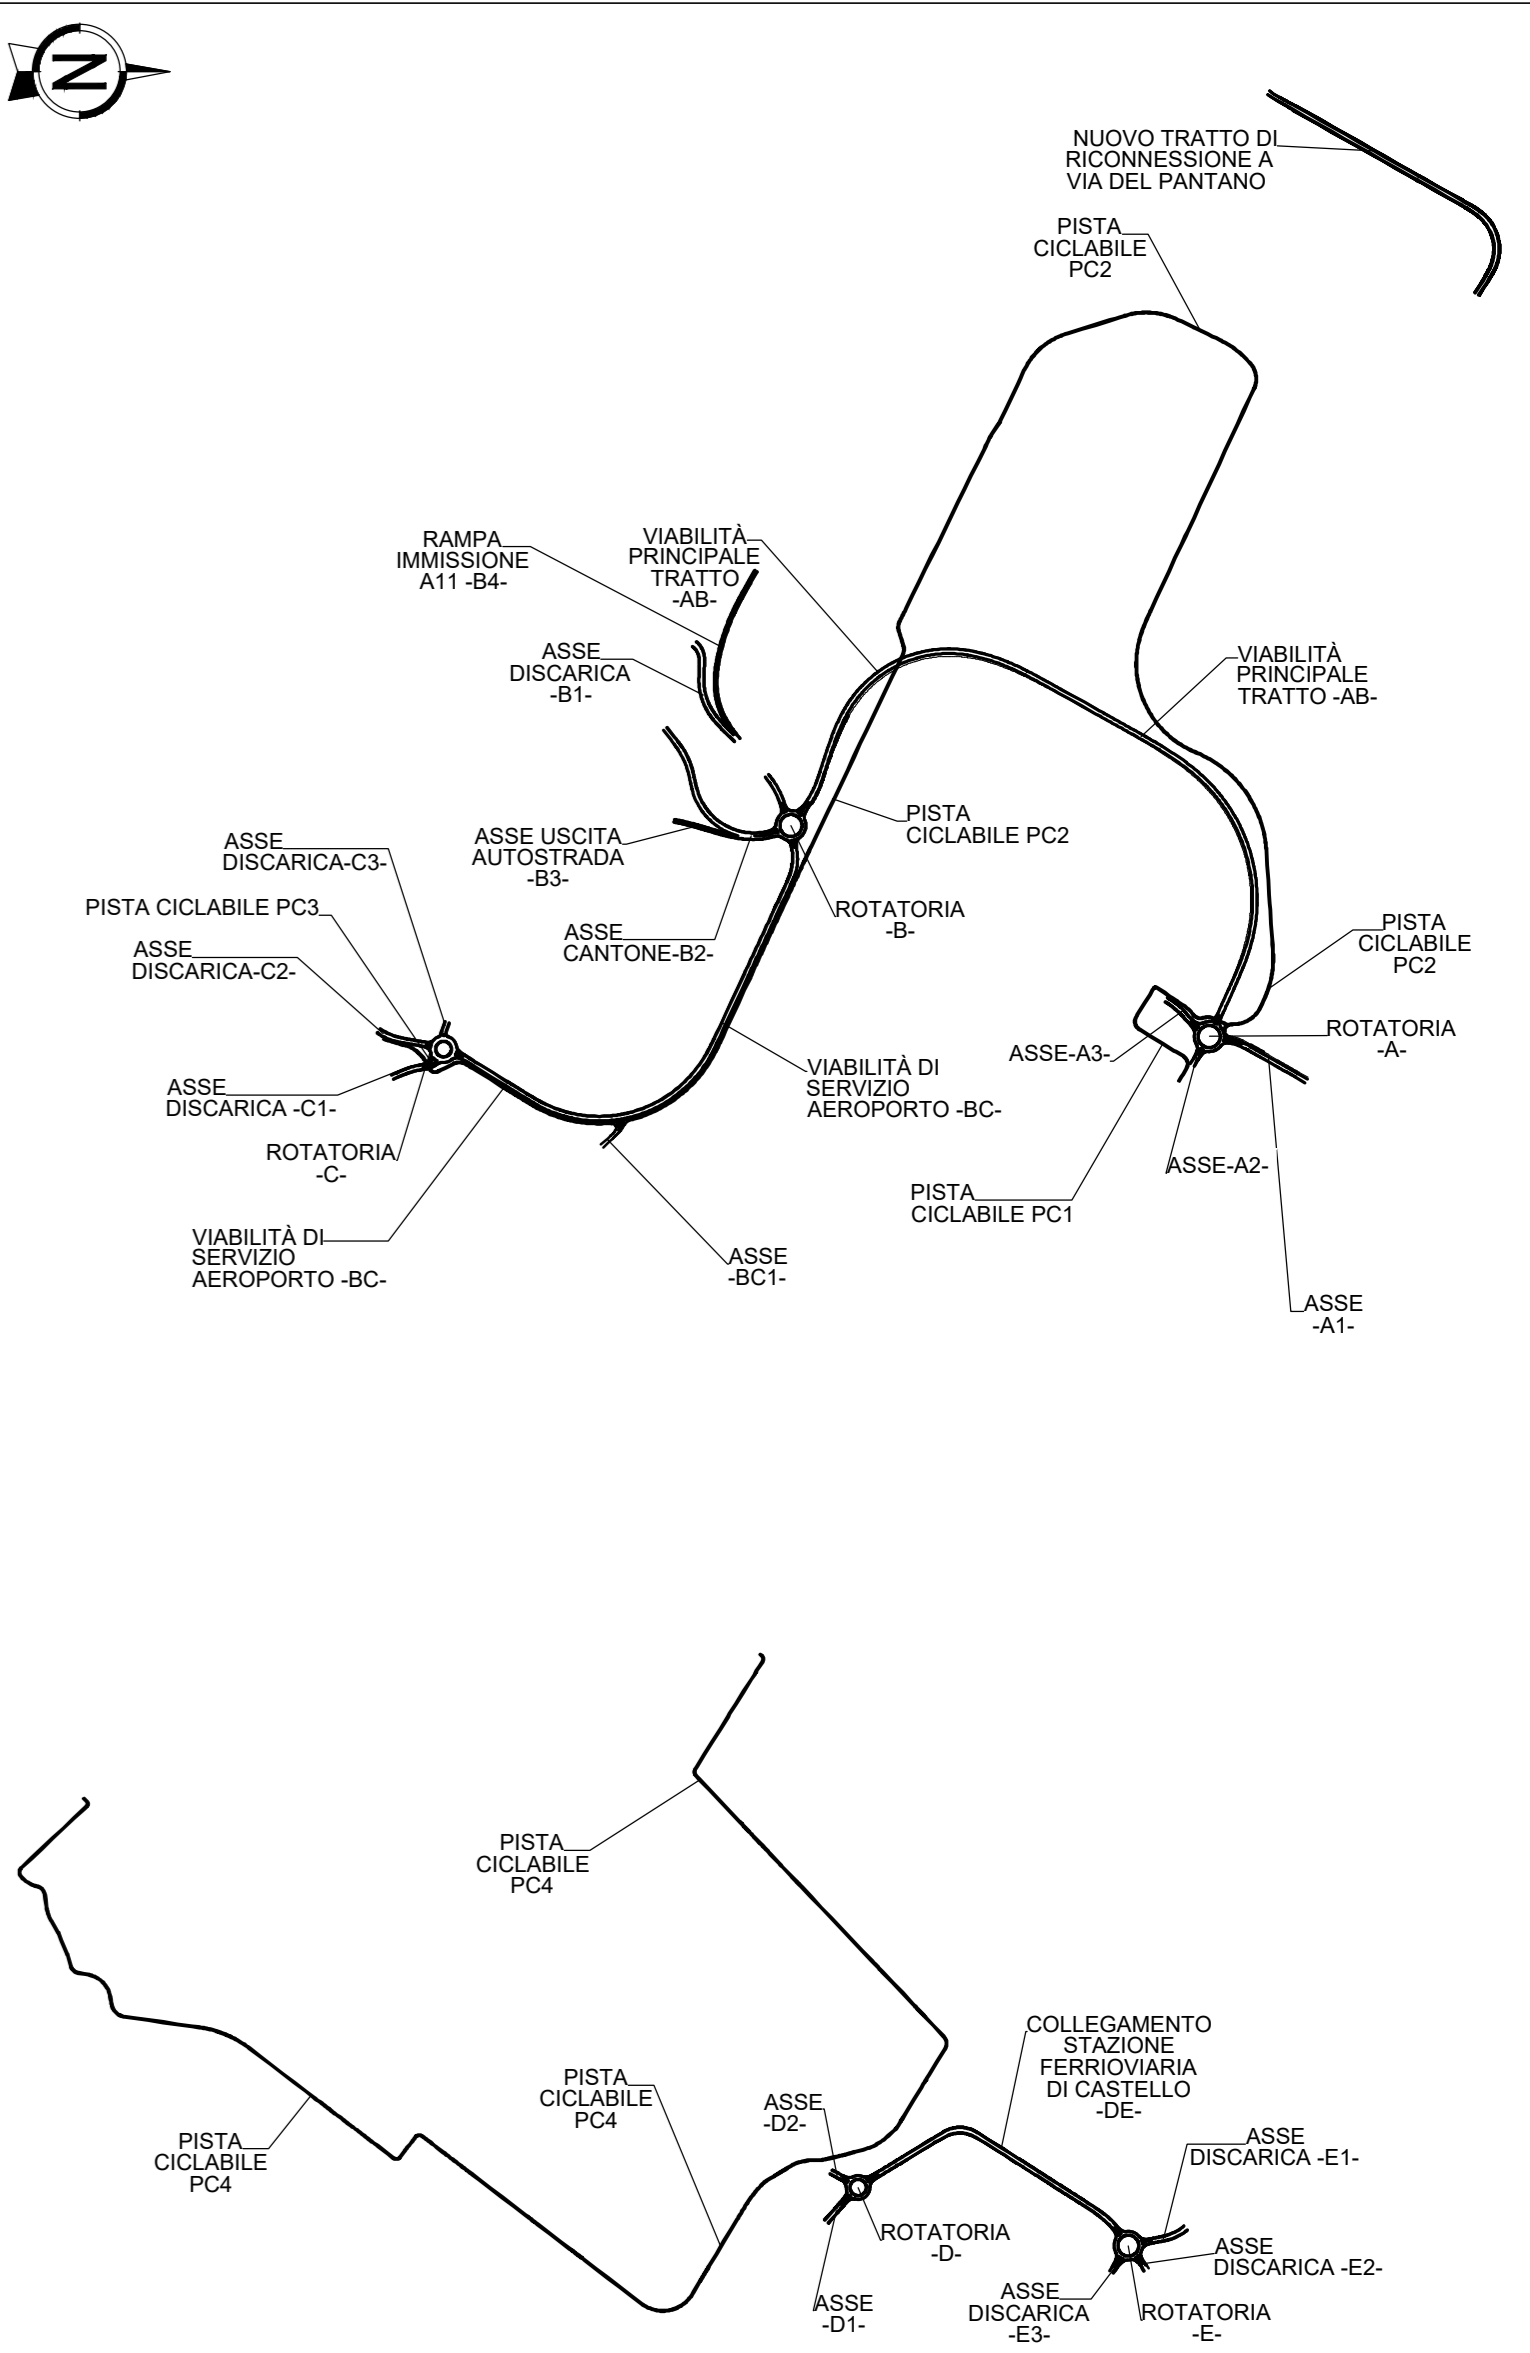 N
NUOVO TRATTO DI
RICONNESSIONE A
VIA DEL PANTANO
PISTA
CICLABILE
PC2
RAMPA
IMMISSIONE
A11 -B4-
VIABILITÀ
PRINCIPALE
TRATTO
-AB-
ASSE
DISCARICA
-B1-
VIABILITÀ
PRINCIPALE
TRATTO -AB-
PISTA
CICLABILE PC2
ASSE USCITA
AUTOSTRADA
-B3-
ASSE
DISCARICA-C3-
PISTA CICLABILE PC3
ROTATORIA
-B-
ASSE
CANTONE-B2-
ASSE
DISCARICA-C2-
PISTA
CICLABILE
PC2
ROTATORIA
-A-
ASSE-A3-
VIABILITÀ DI
SERVIZIO
AEROPORTO -BC-
ASSE
DISCARICA -C1-
ROTATORIA
-C-
ASSE-A2-
PISTA
CICLABILE PC1
VIABILITÀ DI
SERVIZIO
AEROPORTO -BC-
ASSE
-BC1-
ASSE
-A1-
PISTA
CICLABILE
PC4
COLLEGAMENTO
STAZIONE
FERRIOVIARIA
DI CASTELLO
-DE-
PISTA
CICLABILE
PC4
ASSE
-D2-
PISTA
CICLABILE
PC4
ASSE
DISCARICA -E1-
ROTATORIA
-D-
ASSE
DISCARICA -E2-
ASSE
DISCARICA
-E3-
ASSE
-D1-
ROTATORIA
-E-